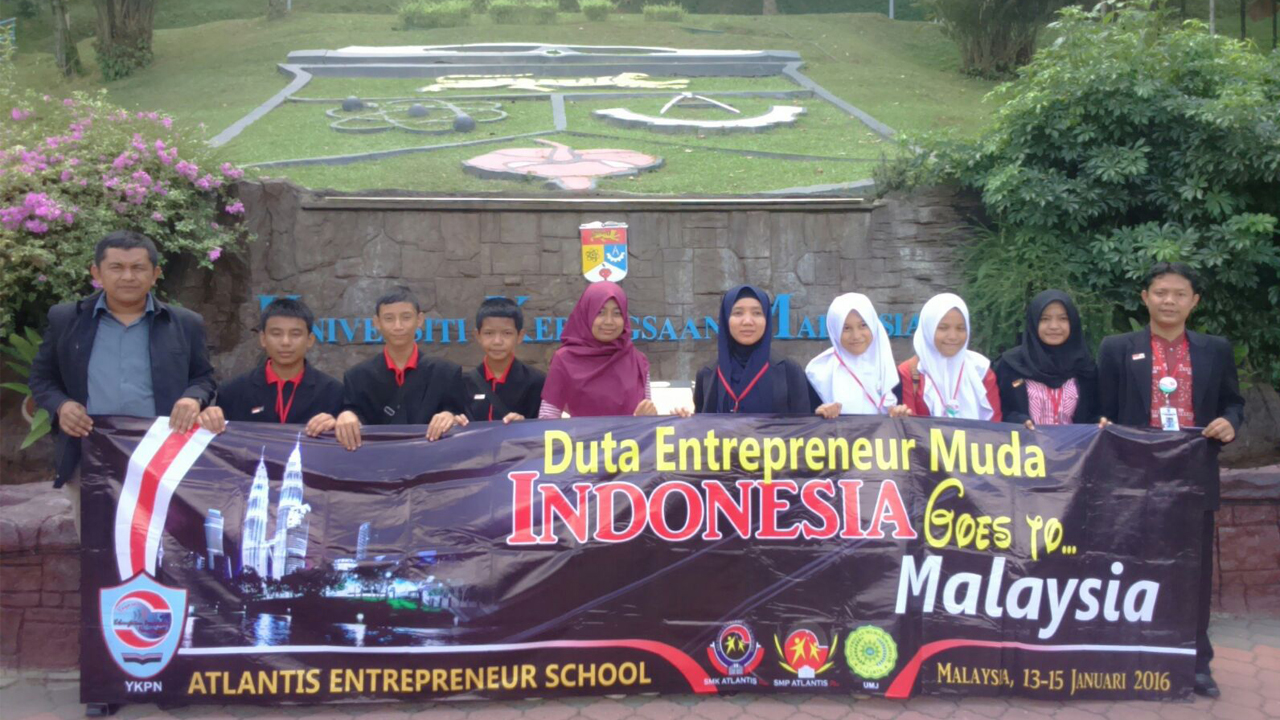 UNIVERSITI KEBANGSAAN MALAYSIA
Duta Entrepreneur Muda
INDONESIA GOES TO...
Malaysia
YKPN
ATLANTIS ENTREPRENEUR SCHOOL
SMK ATLANTIS
SMP ATLANTIS
UMJ
MALAYSIA, 13-15 JANUARI 2016